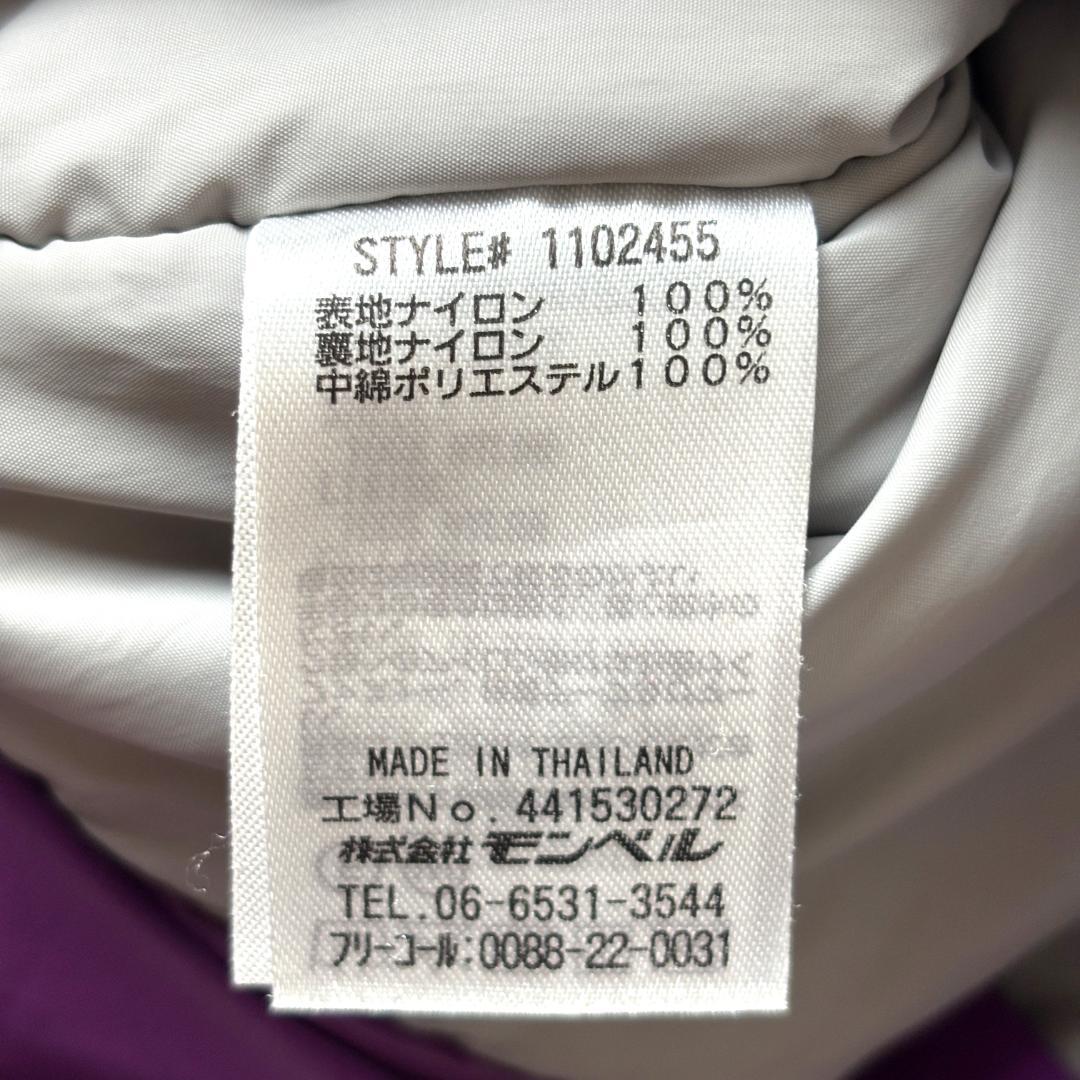 STYLE# 1102455
表地ナイロン 100%
裏地ナイロン 100%
中綿ポリエステル100%
MADE IN THAILAND
工場No. 441530272
株式会社モンベル
TEL.06-6531-3544
フリーコール:0088-22-0031